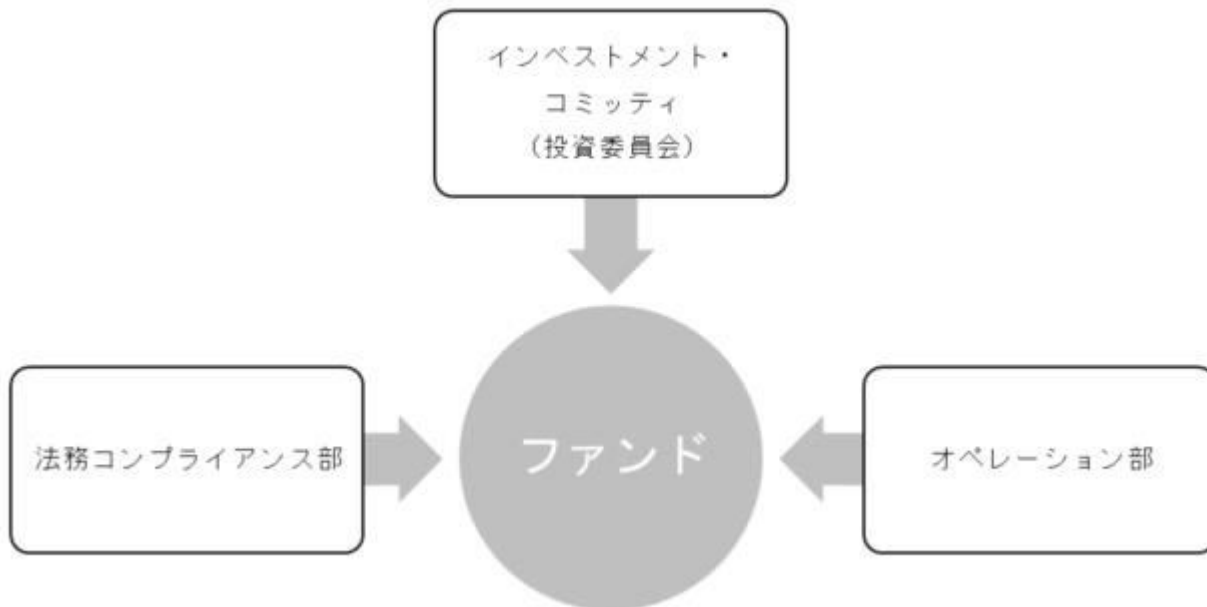 インベストメント・
コミッティ
（投資委員会）
法務コンプライアンス部
ファンド
オペレーション部